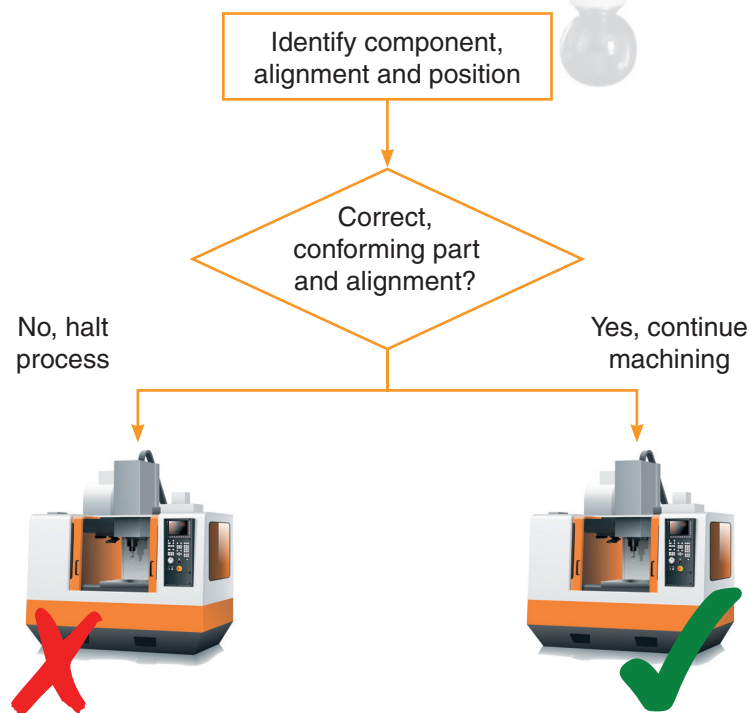 Identify component,
alignment and position
Correct,
conforming part
and alignment?
No, halt
process
Yes, continue
machining